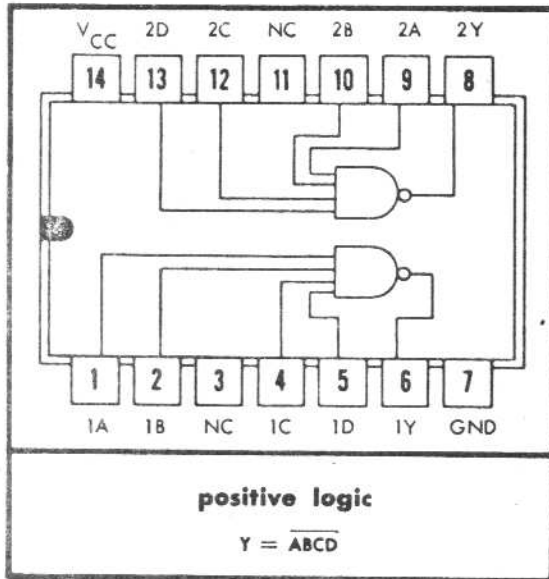 VCC 2D 2C NC 2B 2A 2Y
14 13 12 11 10 9 8
1 2 3 4 5 6 7
1A 1B NC 1C 1D 1Y GND
positive logic
Y = A̅B̅C̅D̅